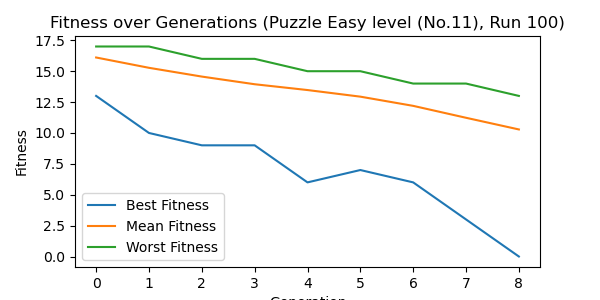 Fitness over Generations (Puzzle Easy level (No.11), Run 100)
17.5
15.0
12.5
10.0
7.5
5.0
2.5
0.0
Fitness
Best Fitness
Mean Fitness
Worst Fitness
0 1 2 3 4 5 6 7 8
Generation